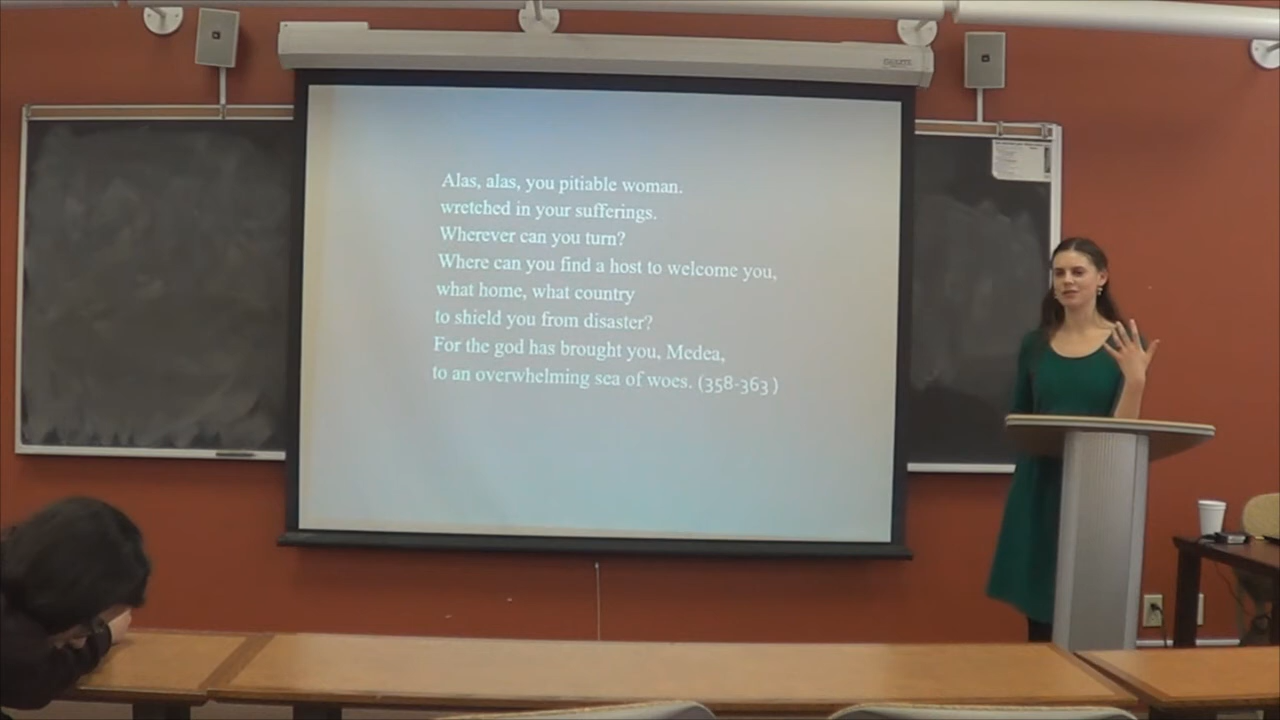 Alas, alas, you pitiable woman.
wretched in your sufferings.
Wherever can you turn?
Where can you find a host to welcome you,
what home, what country
to shield you from disaster?
For the god has brought you, Medea,
to an overwhelming sea of woes. (358-363 )